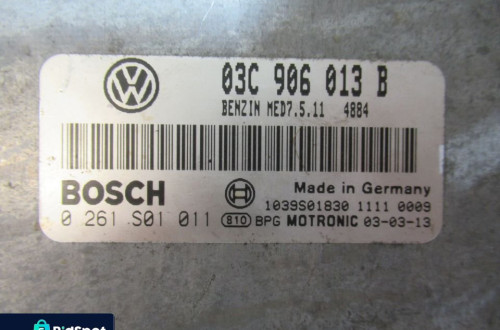 03C 906 013 B
BENZIN MED7.5.11 4884
BOSCH
Made in Germany
1039S01830 1111 0009
0 261 S01 011 810 BPG MOTRONIC 03-03-13
BidSpot